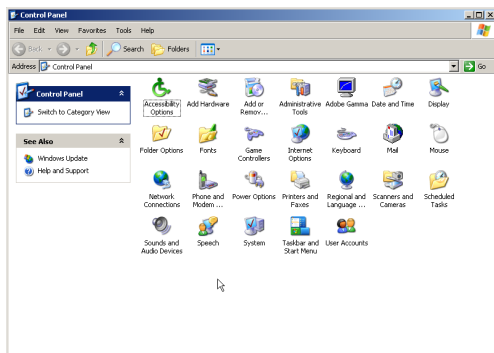 Control Panel
File Edit View Favorites Tools Help
Back Search Folders
Address Control Panel Go
Control Panel
Switch to Category View
See Also
Windows Update
Help and Support
Accessibility Options
Add Hardware
Add or Remov...
Administrative Tools
Adobe Gamma
Date and Time
Display
Folder Options
Fonts
Game Controllers
Internet Options
Keyboard
Mail
Mouse
Network Connections
Phone and Modem ...
Power Options
Printers and Faxes
Regional and Language ...
Scanners and Cameras
Scheduled Tasks
Sounds and Audio Devices
Speech
System
Taskbar and Start Menu
User Accounts